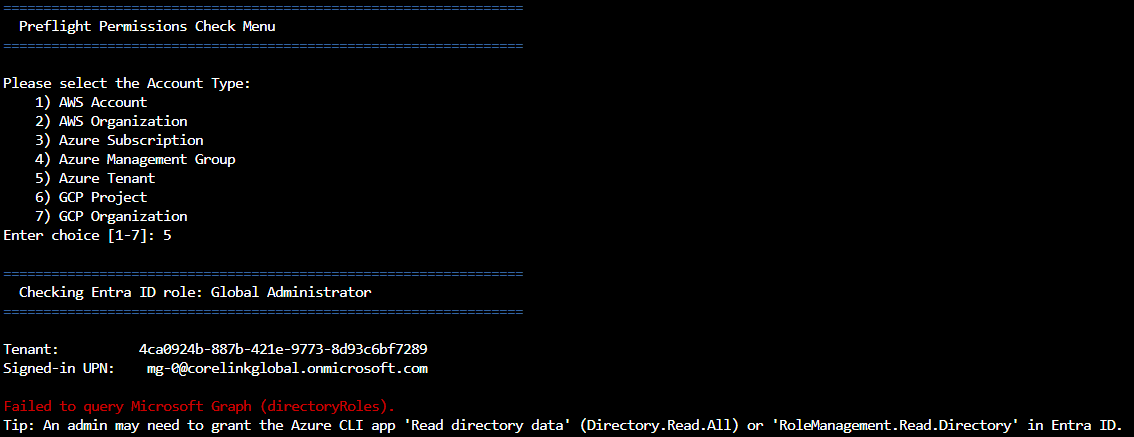 =================================================================
Preflight Permissions Check Menu
=================================================================
Please select the Account Type:
1) AWS Account
2) AWS Organization
3) Azure Subscription
4) Azure Management Group
5) Azure Tenant
6) GCP Project
7) GCP Organization
Enter choice [1-7]: 5
=================================================================
Checking Entra ID role: Global Administrator
=================================================================
Tenant: 4ca0924b-887b-421e-9773-8d93c6bf7289
Signed-in UPN: mg-0@corelinkglobal.onmicrosoft.com
Failed to query Microsoft Graph (directoryRoles).
Tip: An admin may need to grant the Azure CLI app 'Read directory data' (Directory.Read.All) or 'RoleManagement.Read.Directory' in Entra ID.